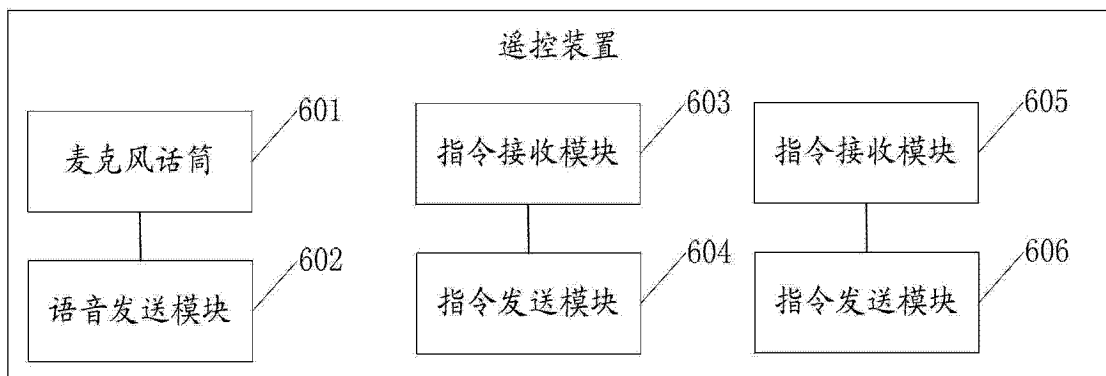 遥控装置
601
603
605
麦克风话筒
指令接收模块
指令接收模块
602
604
606
语音发送模块
指令发送模块
指令发送模块